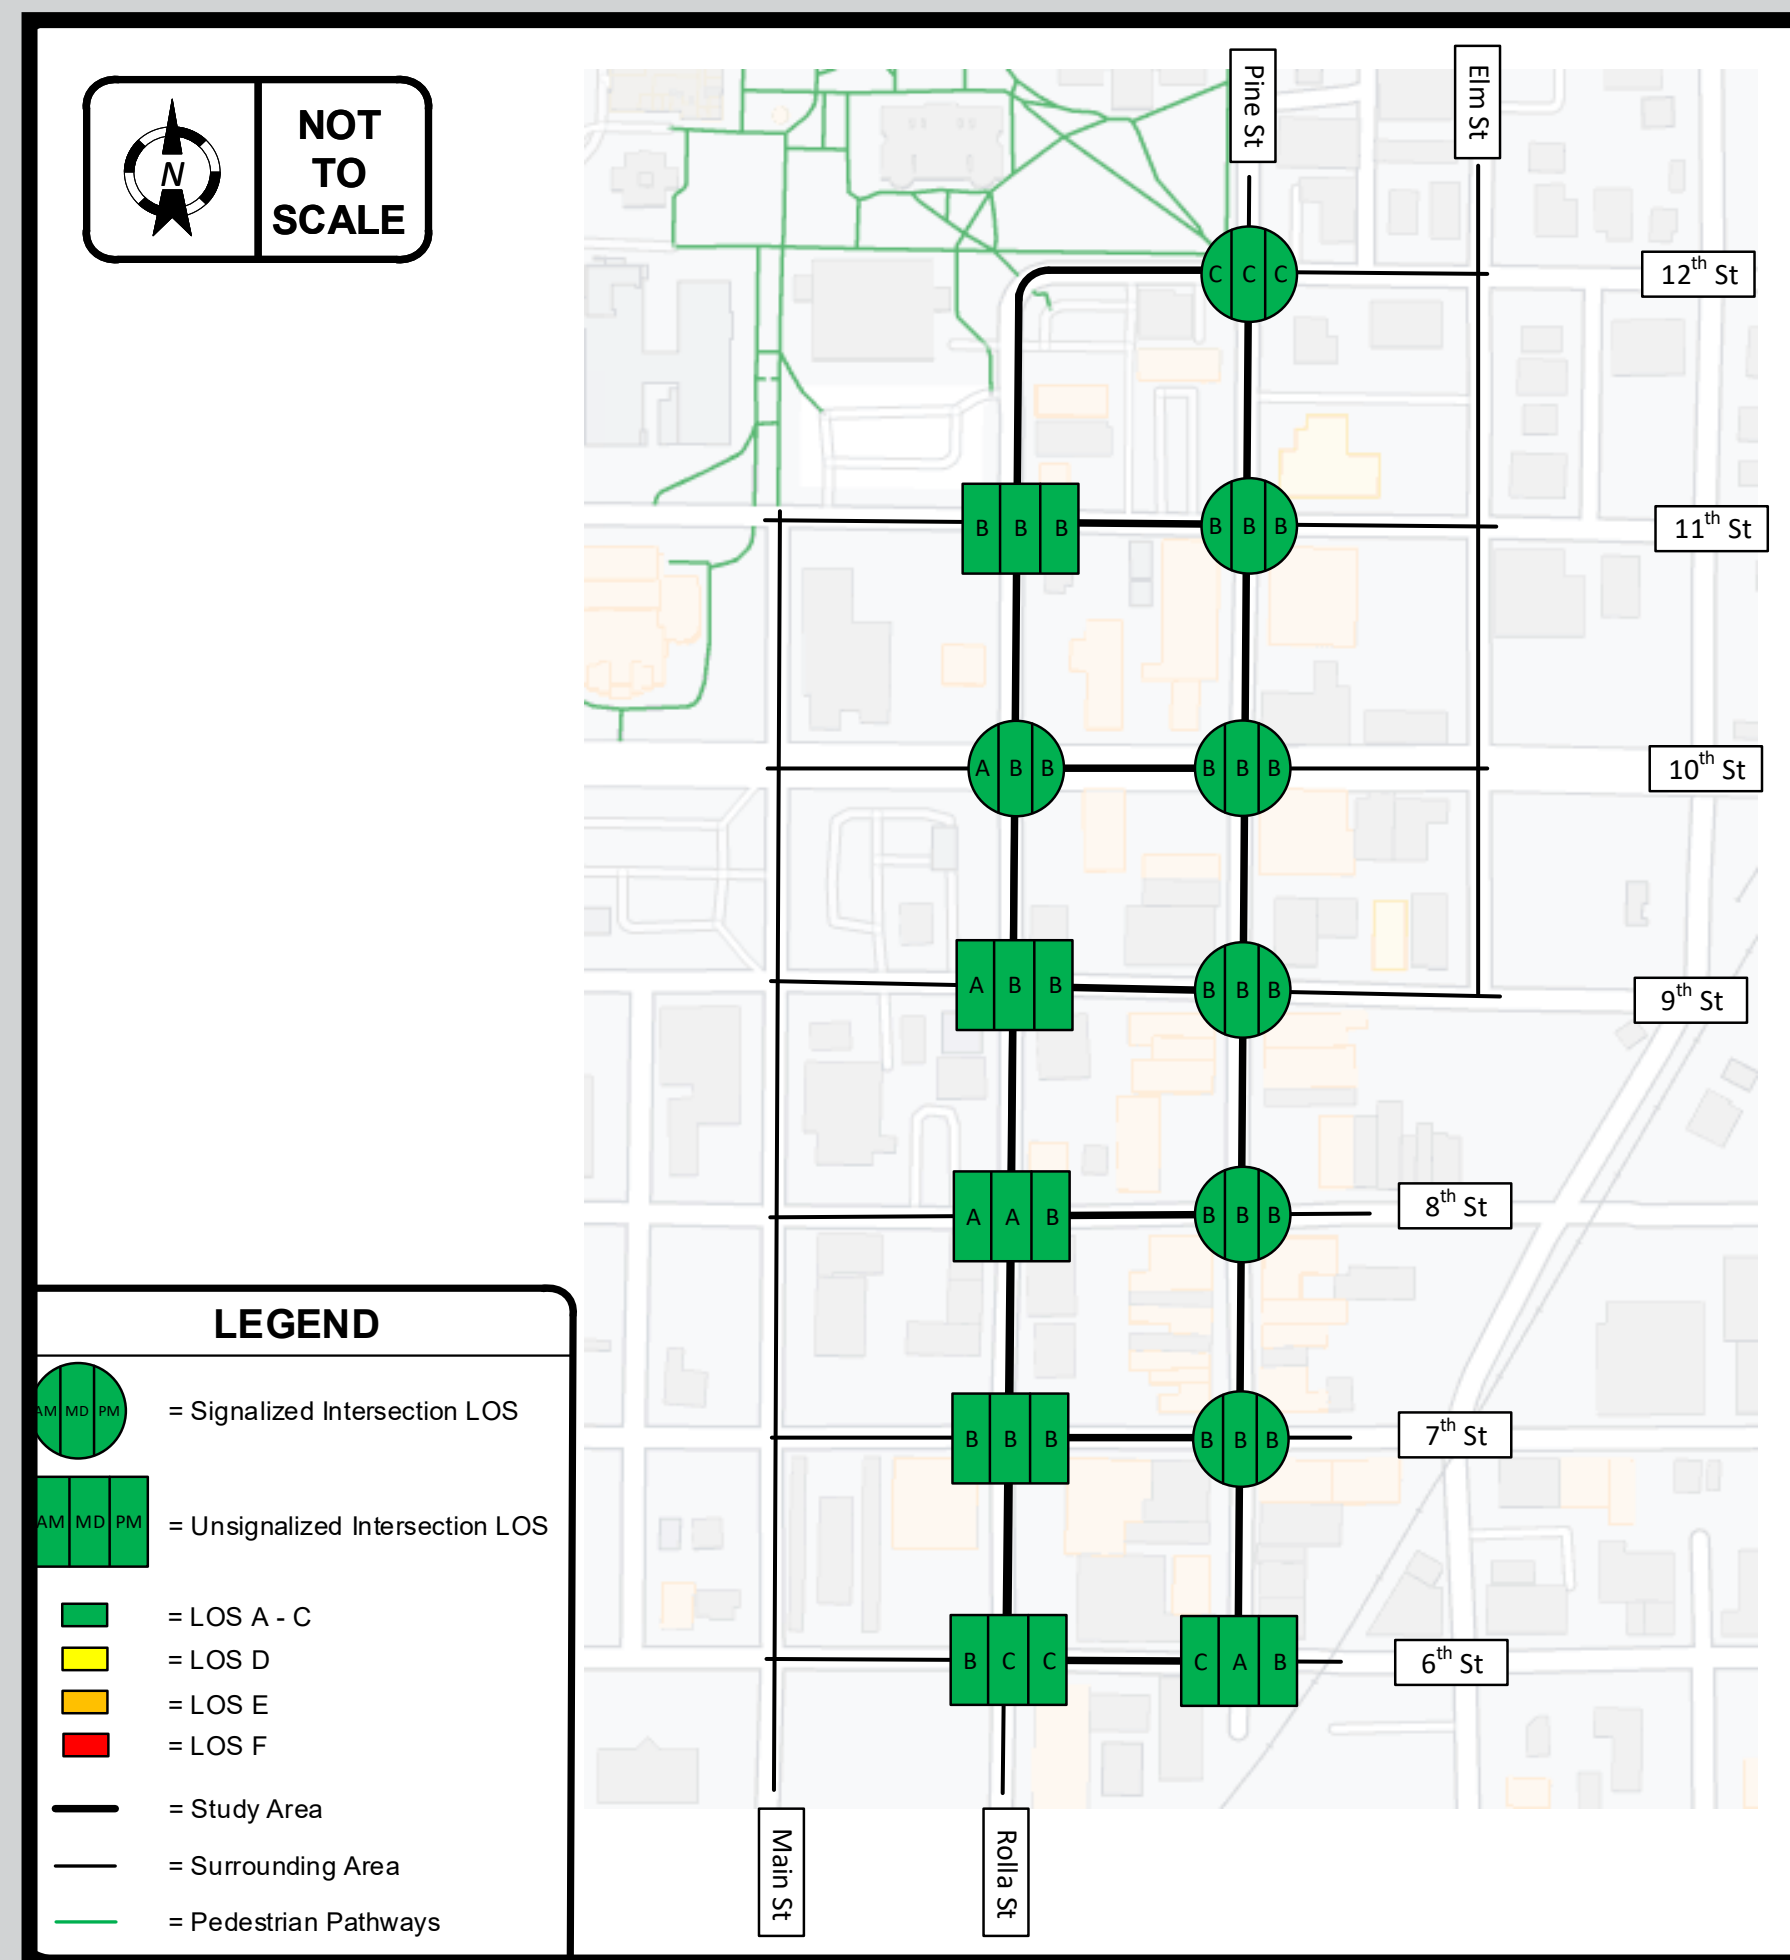 NOT
TO
SCALE
N
Pine St
Elm St
C C C
12th St
B B B
B B B
11th St
A B B
B B B
10th St
A B B
B B B
9th St
A A B
B B B
8th St
B B B
B B B
7th St
B C C
C A B
6th St
Main St
Rolla St
LEGEND
AM MD PM
= Signalized Intersection LOS
AM MD PM
= Unsignalized Intersection LOS
= LOS A - C
= LOS D
= LOS E
= LOS F
= Study Area
= Surrounding Area
= Pedestrian Pathways